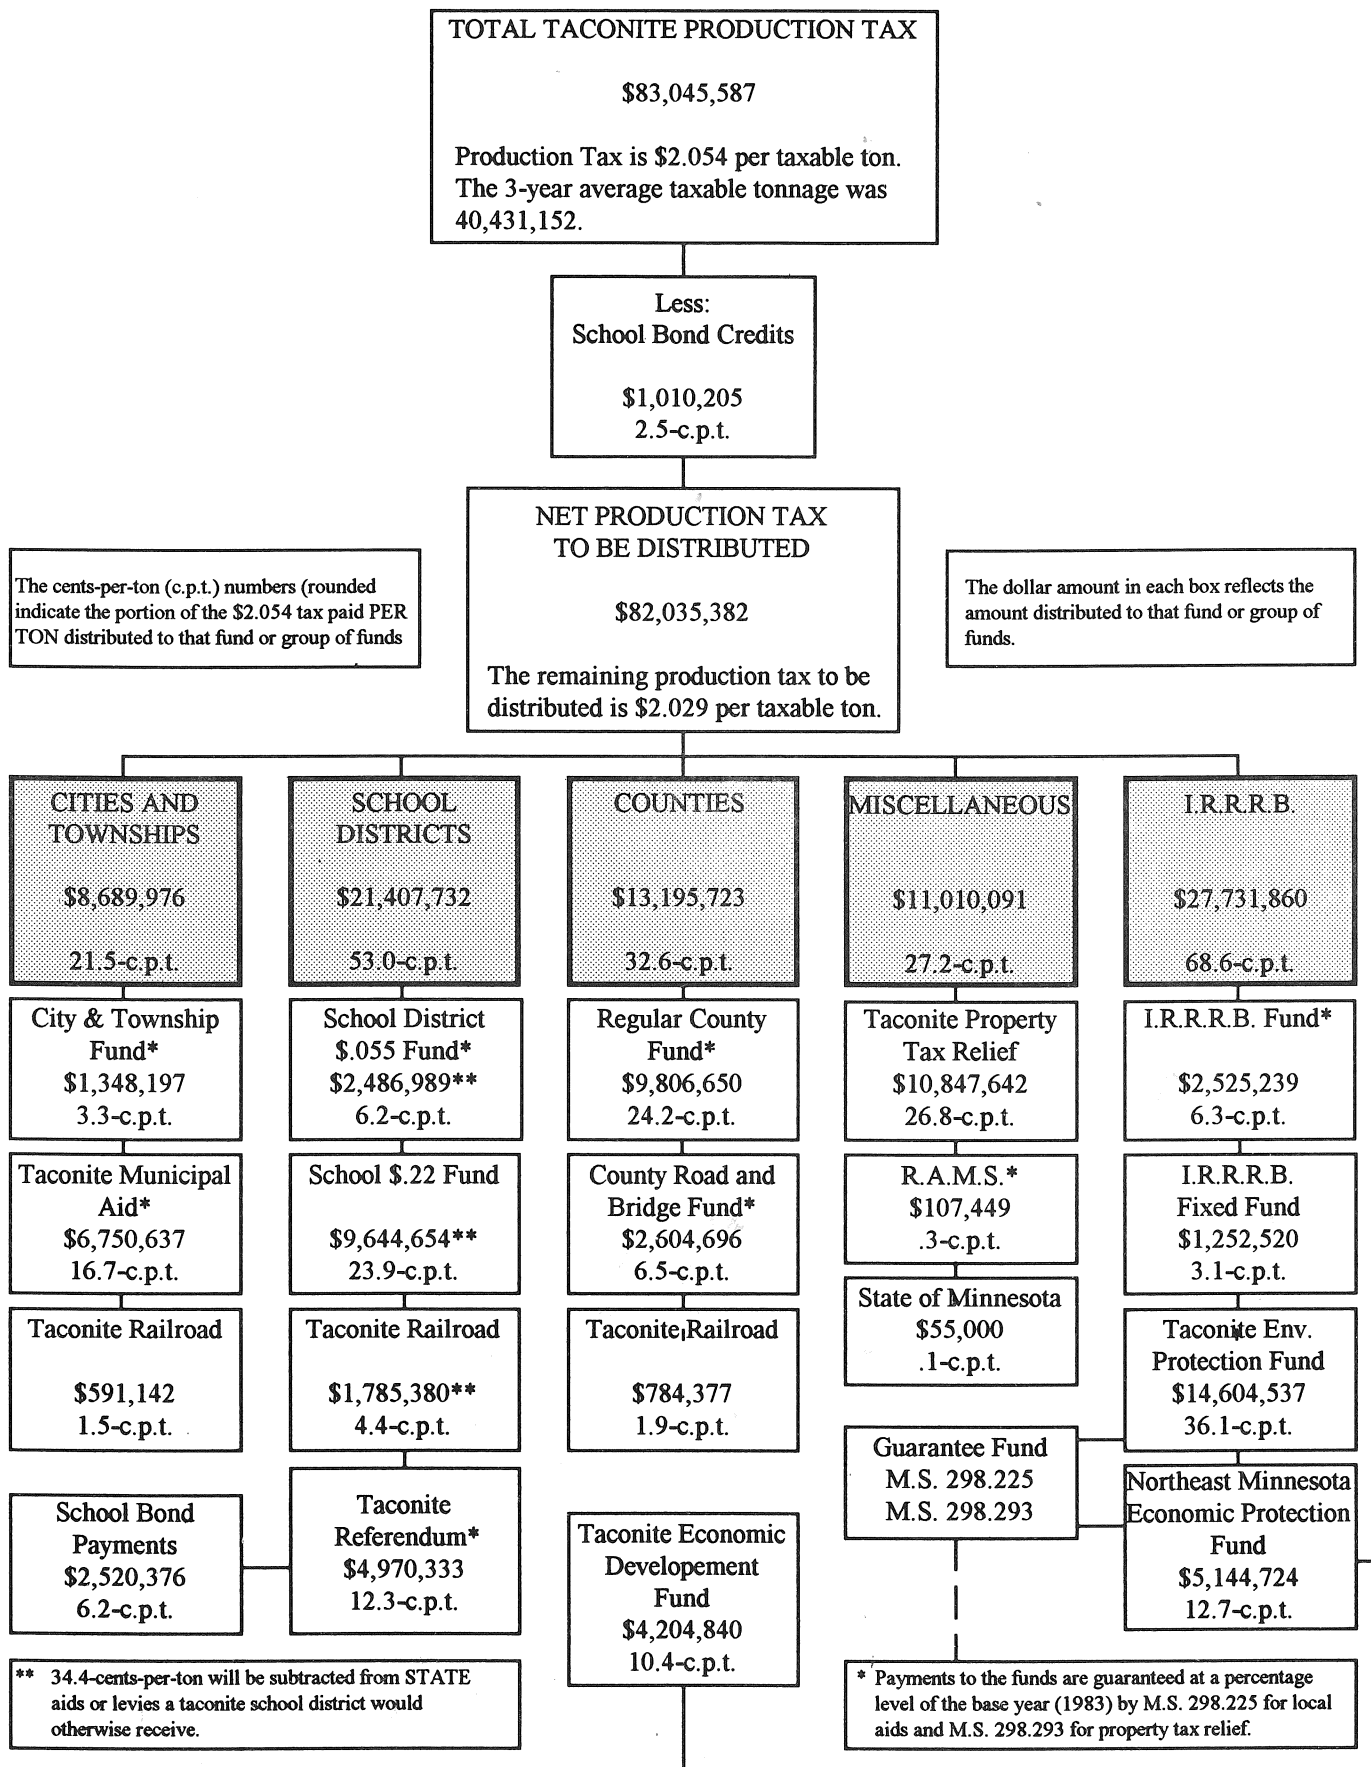 TOTAL TACONITE PRODUCTION TAX
$83,045,587
Production Tax is $2.054 per taxable ton.
The 3-year average taxable tonnage was
40,431,152.
Less:
School Bond Credits
$1,010,205
2.5-c.p.t.
NET PRODUCTION TAX
TO BE DISTRIBUTED
$82,035,382
The remaining production tax to be
distributed is $2.029 per taxable ton.
The cents-per-ton (c.p.t.) numbers (rounded
indicate the portion of the $2.054 tax paid PER
TON distributed to that fund or group of funds
The dollar amount in each box reflects the
amount distributed to that fund or group of
funds.
CITIES AND
TOWNSHIPS
$8,689,976
21.5-c.p.t.
City & Township
Fund*
$1,348,197
3.3-c.p.t.
Taconite Municipal
Aid*
$6,750,637
16.7-c.p.t.
Taconite Railroad
$591,142
1.5-c.p.t.
SCHOOL
DISTRICTS
$21,407,732
53.0-c.p.t.
School District
$.055 Fund*
$2,486,989**
6.2-c.p.t.
School $.22 Fund
$9,644,654**
23.9-c.p.t.
Taconite Railroad
$1,785,380**
4.4-c.p.t.
Taconite
Referendum*
$4,970,333
12.3-c.p.t.
School Bond
Payments
$2,520,376
6.2-c.p.t.
COUNTIES
$13,195,723
32.6-c.p.t.
Regular County
Fund*
$9,806,650
24.2-c.p.t.
County Road and
Bridge Fund*
$2,604,696
6.5-c.p.t.
Taconite Railroad
$784,377
1.9-c.p.t.
Taconite Economic
Developement
Fund
$4,204,840
10.4-c.p.t.
MISCELLANEOUS
$11,010,091
27.2-c.p.t.
Taconite Property
Tax Relief
$10,847,642
26.8-c.p.t.
R.A.M.S.*
$107,449
.3-c.p.t.
State of Minnesota
$55,000
.1-c.p.t.
Guarantee Fund
M.S. 298.225
M.S. 298.293
I.R.R.R.B.
$27,731,860
68.6-c.p.t.
I.R.R.R.B. Fund*
$2,525,239
6.3-c.p.t.
I.R.R.R.B.
Fixed Fund
$1,252,520
3.1-c.p.t.
Taconite Env.
Protection Fund
$14,604,537
36.1-c.p.t.
Northeast Minnesota
Economic Protection
Fund
$5,144,724
12.7-c.p.t.
** 34.4-cents-per-ton will be subtracted from STATE
aids or levies a taconite school district would
otherwise receive.
* Payments to the funds are guaranteed at a percentage
level of the base year (1983) by M.S. 298.225 for local
aids and M.S. 298.293 for property tax relief.